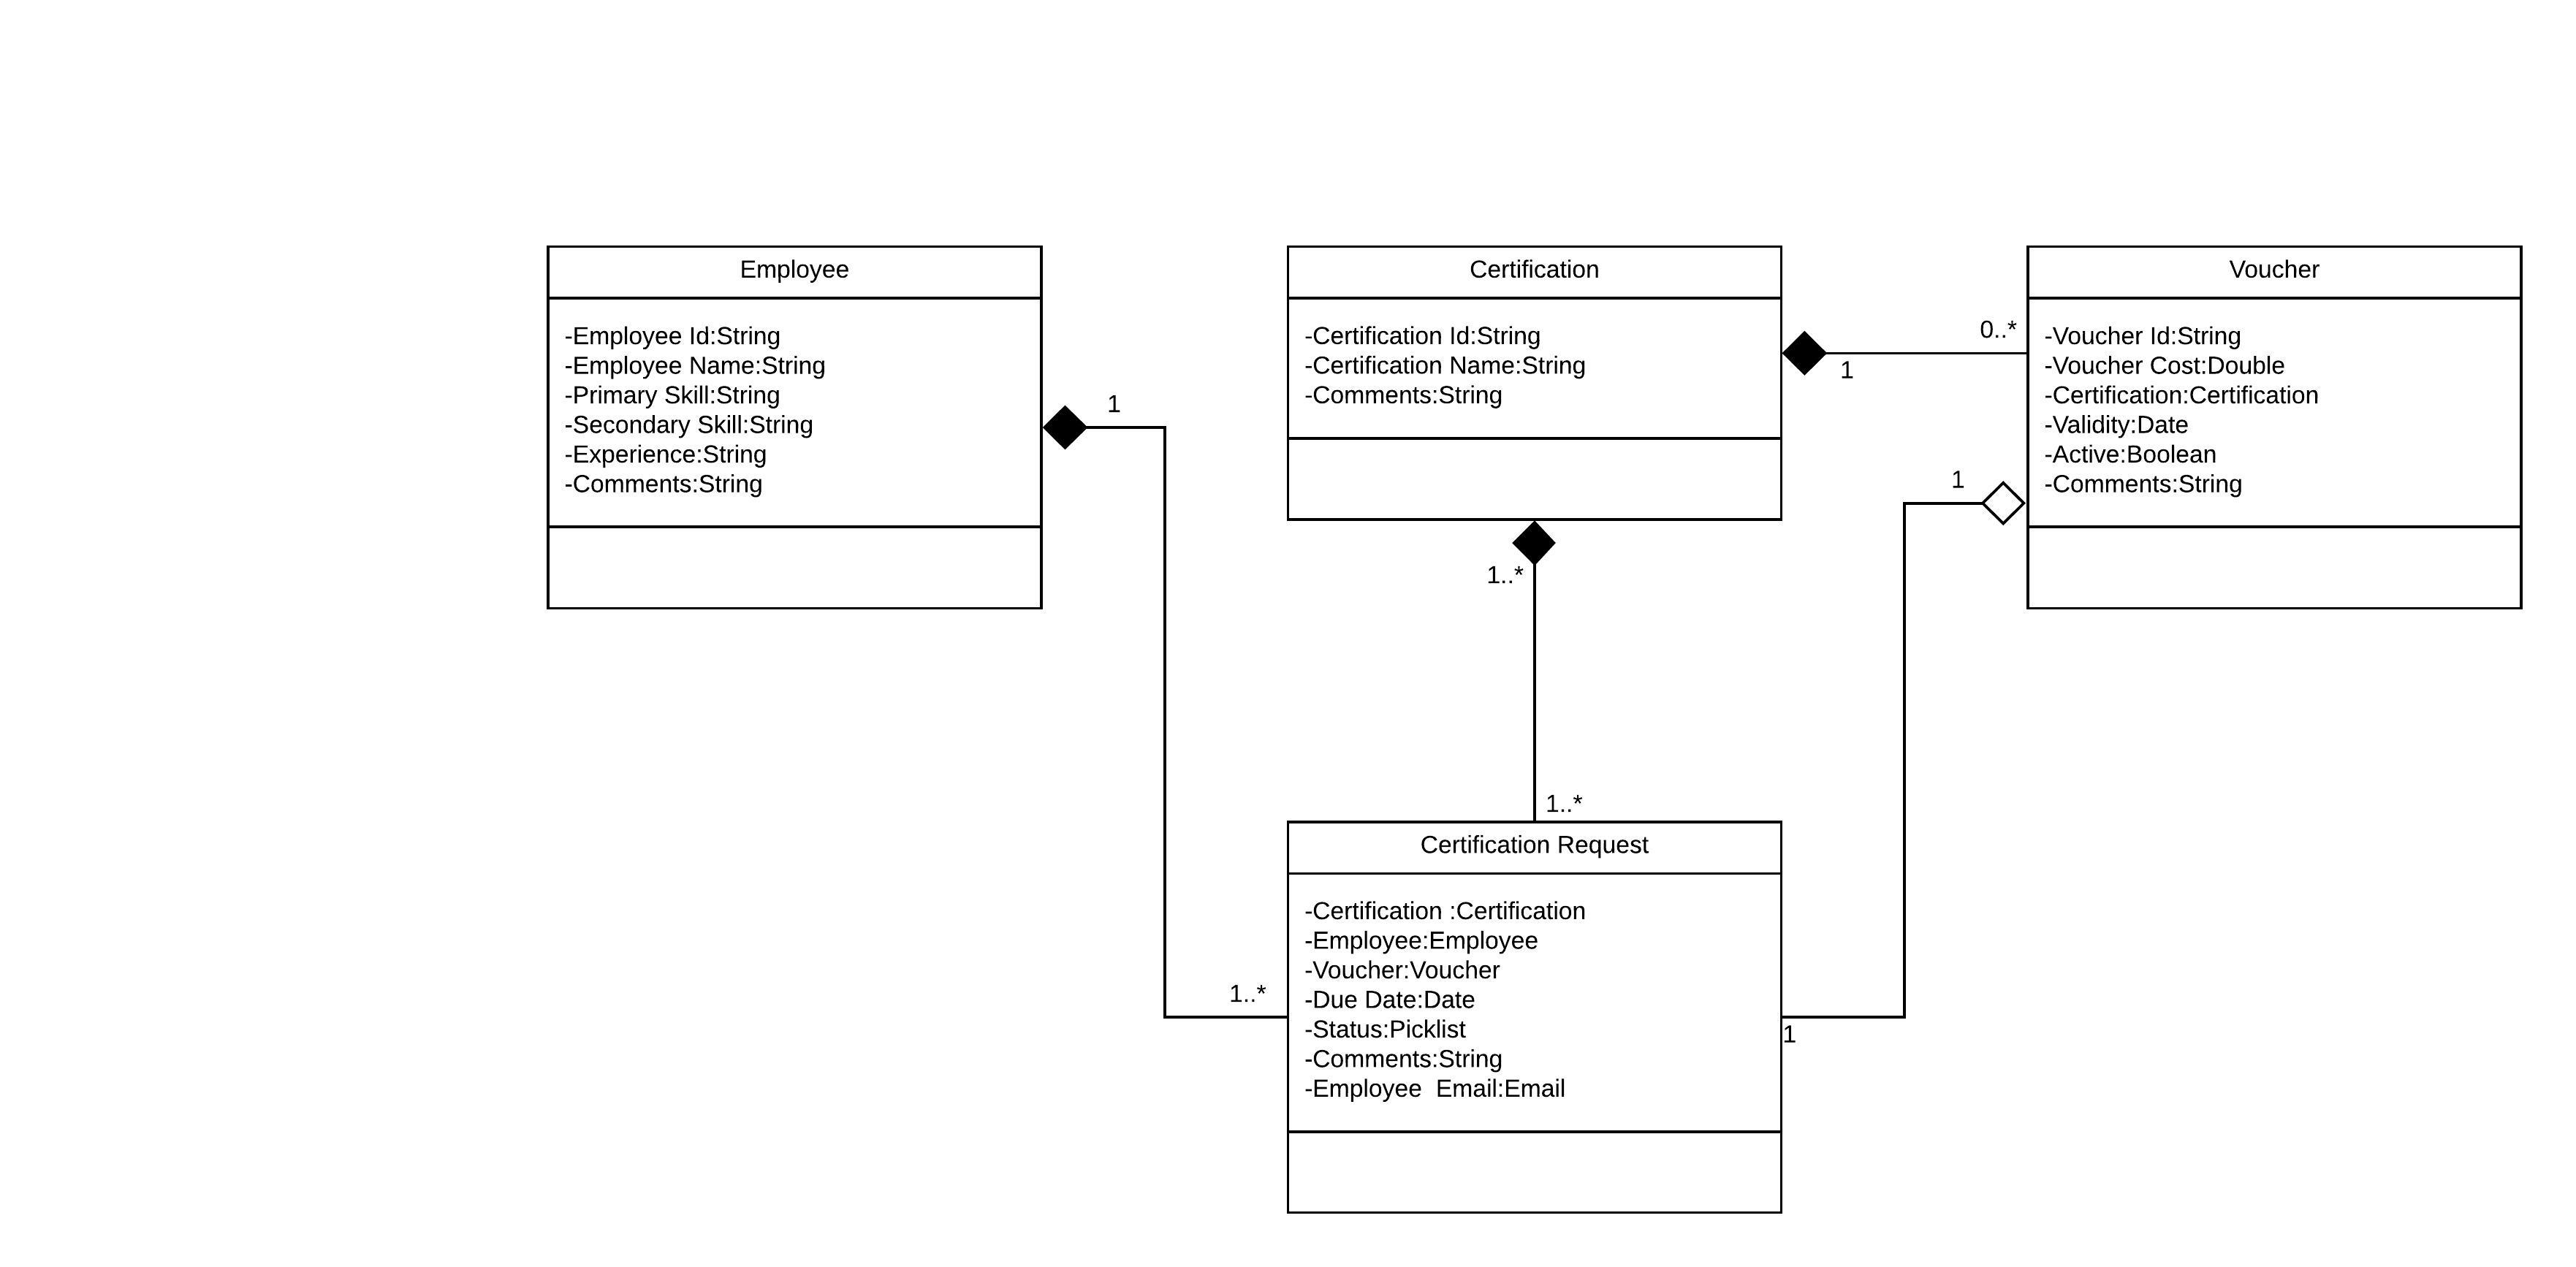 Employee
-Employee Id:String
-Employee Name:String
-Primary Skill:String
-Secondary Skill:String
-Experience:String
-Comments:String
1
Certification
-Certification Id:String
-Certification Name:String
-Comments:String
1
0..*
Voucher
-Voucher Id:String
-Voucher Cost:Double
-Certification:Certification
-Validity:Date
-Active:Boolean
-Comments:String
1
1..*
1..*
Certification Request
-Certification :Certification
-Employee:Employee
-Voucher:Voucher
-Due Date:Date
-Status:Picklist
-Comments:String
-Employee  Email:Email
1..*
1